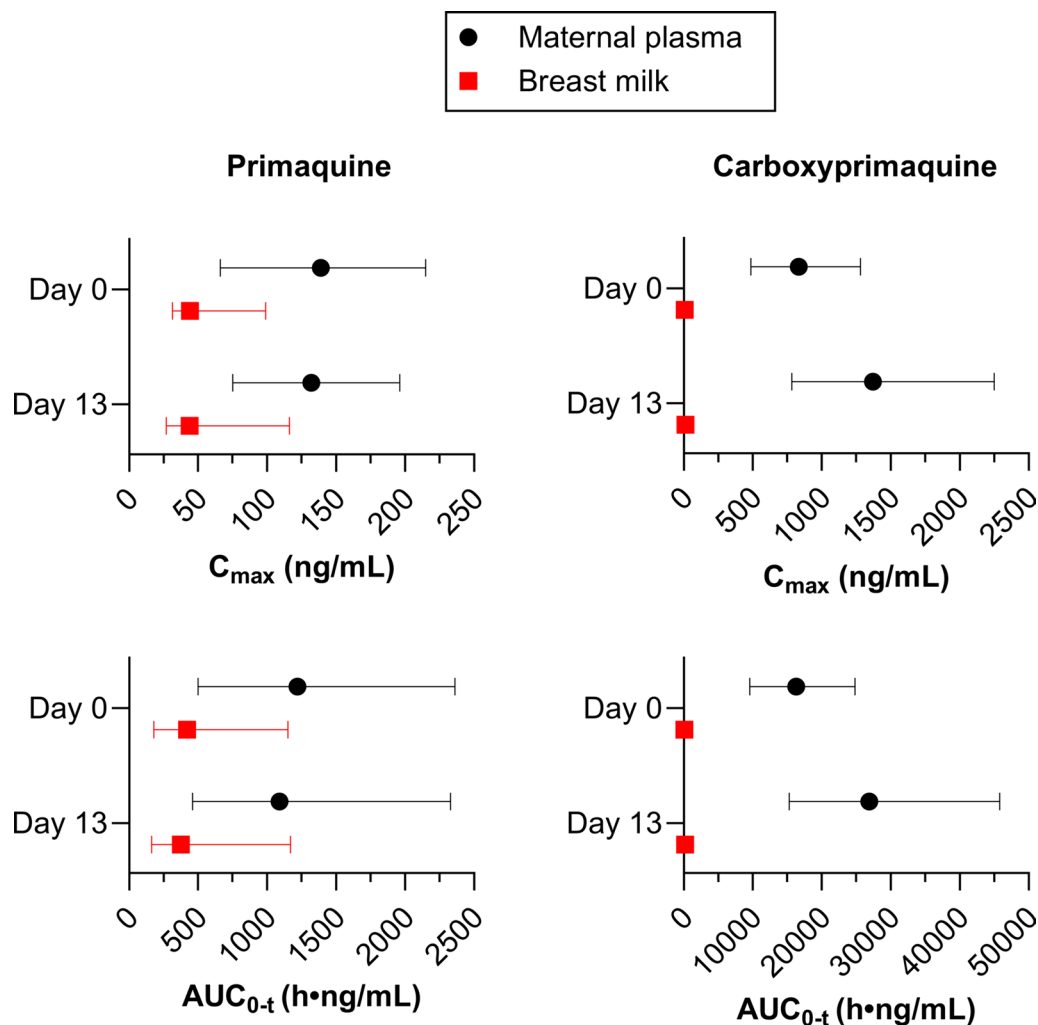 Maternal plasma
Breast milk
Primaquine
Day 0
Day 13
0 50 100 150 200 250
Cmax (ng/mL)
Carboxyprimaquine
Day 0
Day 13
0 500 1000 1500 2000 2500
Cmax (ng/mL)
Day 0
Day 13
0 500 1000 1500 2000 2500
AUC0-t (h•ng/mL)
Day 0
Day 13
0 10000 20000 30000 40000 50000
AUC0-t (h•ng/mL)